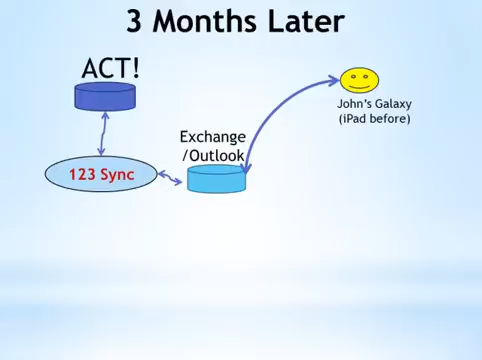 3 Months Later
ACT!
John's Galaxy
(iPad before)
Exchange
/Outlook
123 Sync